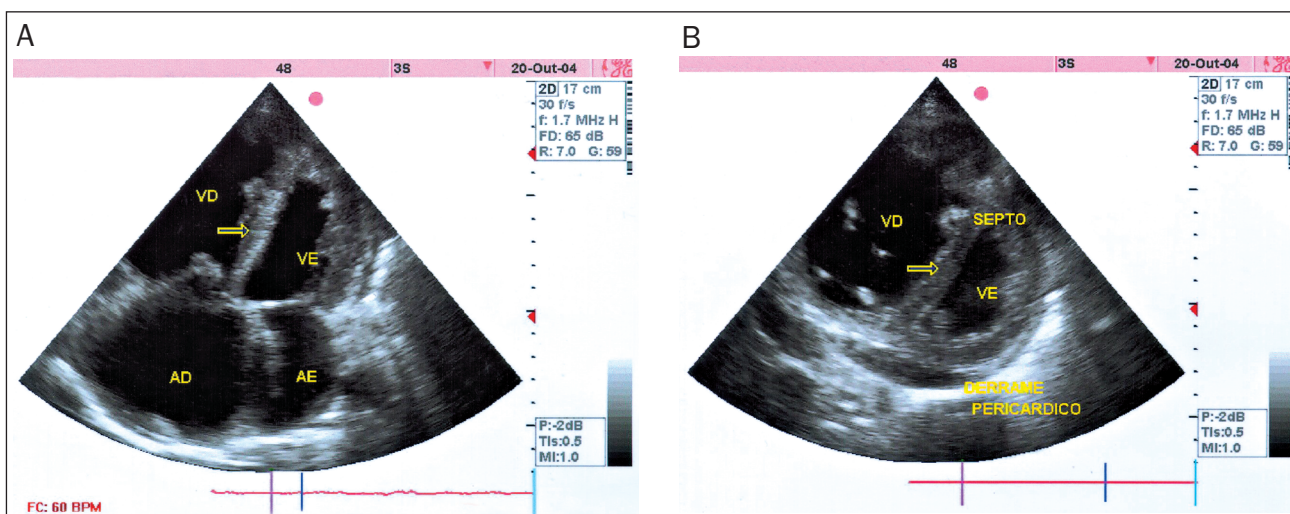 A
48 3S 20-Out-04
2D 17 cm
30 f/s
f: 1.7 MHz H
FD: 65 dB
R: 7.0 G: 59
VD
VE
AD
AE
P:-2dB
TIs:0.5
MI:1.0
FC: 60 BPM
B
48 3S 20-Out-04
2D 17 cm
30 f/s
f: 1.7 MHz H
FD: 65 dB
R: 7.0 G: 59
VD
SEPTO
VE
DERRAME
PERICARDICO
P:-2dB
TIs:0.5
MI:1.0